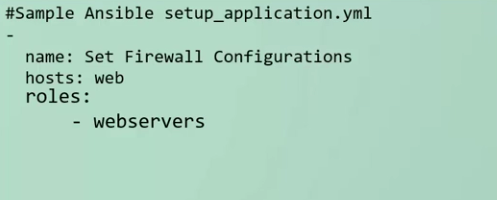 #Sample Ansible setup_application.yml
-
name: Set Firewall Configurations
hosts: web
roles:
- webservers